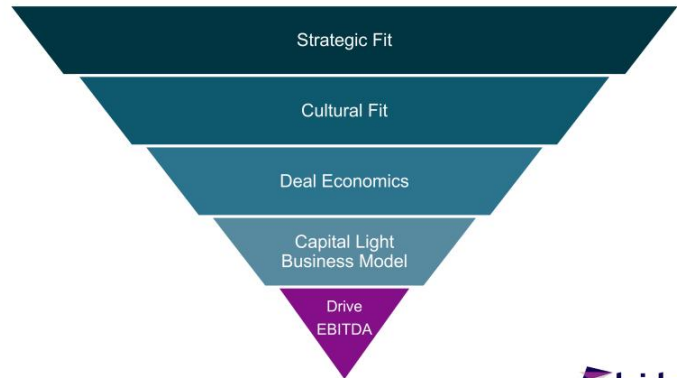 Strategic Fit
Cultural Fit
Deal Economics
Capital Light
Business Model
Drive
EBITDA